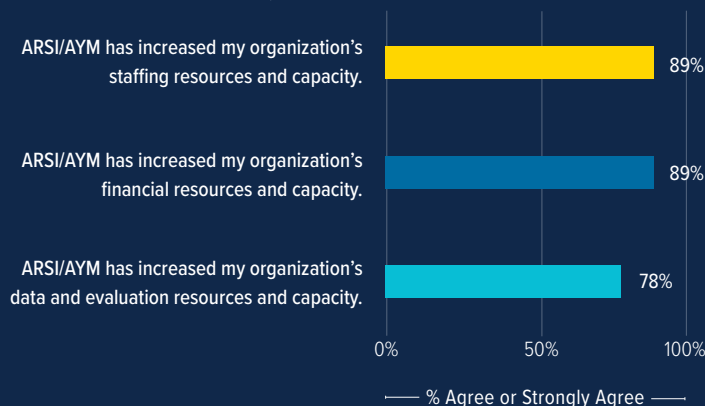 ARSI/AYM has increased my organization's
staffing resources and capacity.
89%
ARSI/AYM has increased my organization's
financial resources and capacity.
89%
ARSI/AYM has increased my organization's
data and evaluation resources and capacity.
78%
0% 50% 100%
% Agree or Strongly Agree